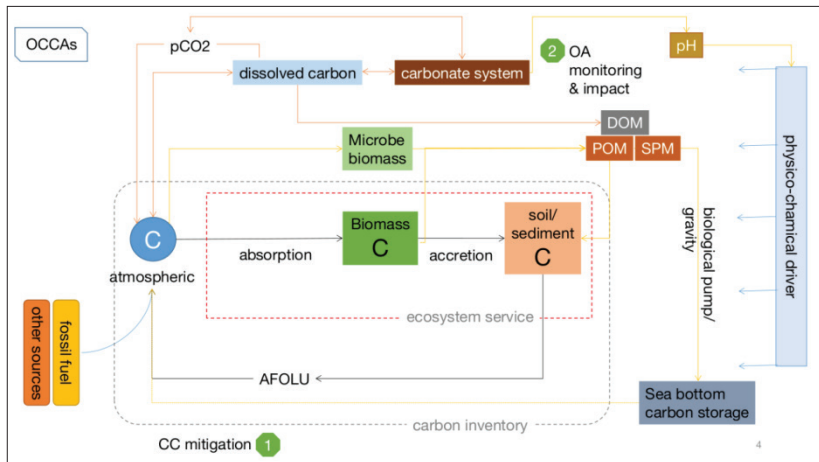 OCCAs
pCO2
2
OA
monitoring
& impact
pH
dissolved carbon
carbonate system
DOM
Microbe
biomass
POM
SPM
physico-chamical driver
biological pump/
gravity
C
atmospheric
absorption
Biomass
C
accretion
soil/
sediment
C
ecosystem service
other sources
fossil fuel
AFOLU
Sea bottom
carbon storage
carbon inventory
CC mitigation
1
4